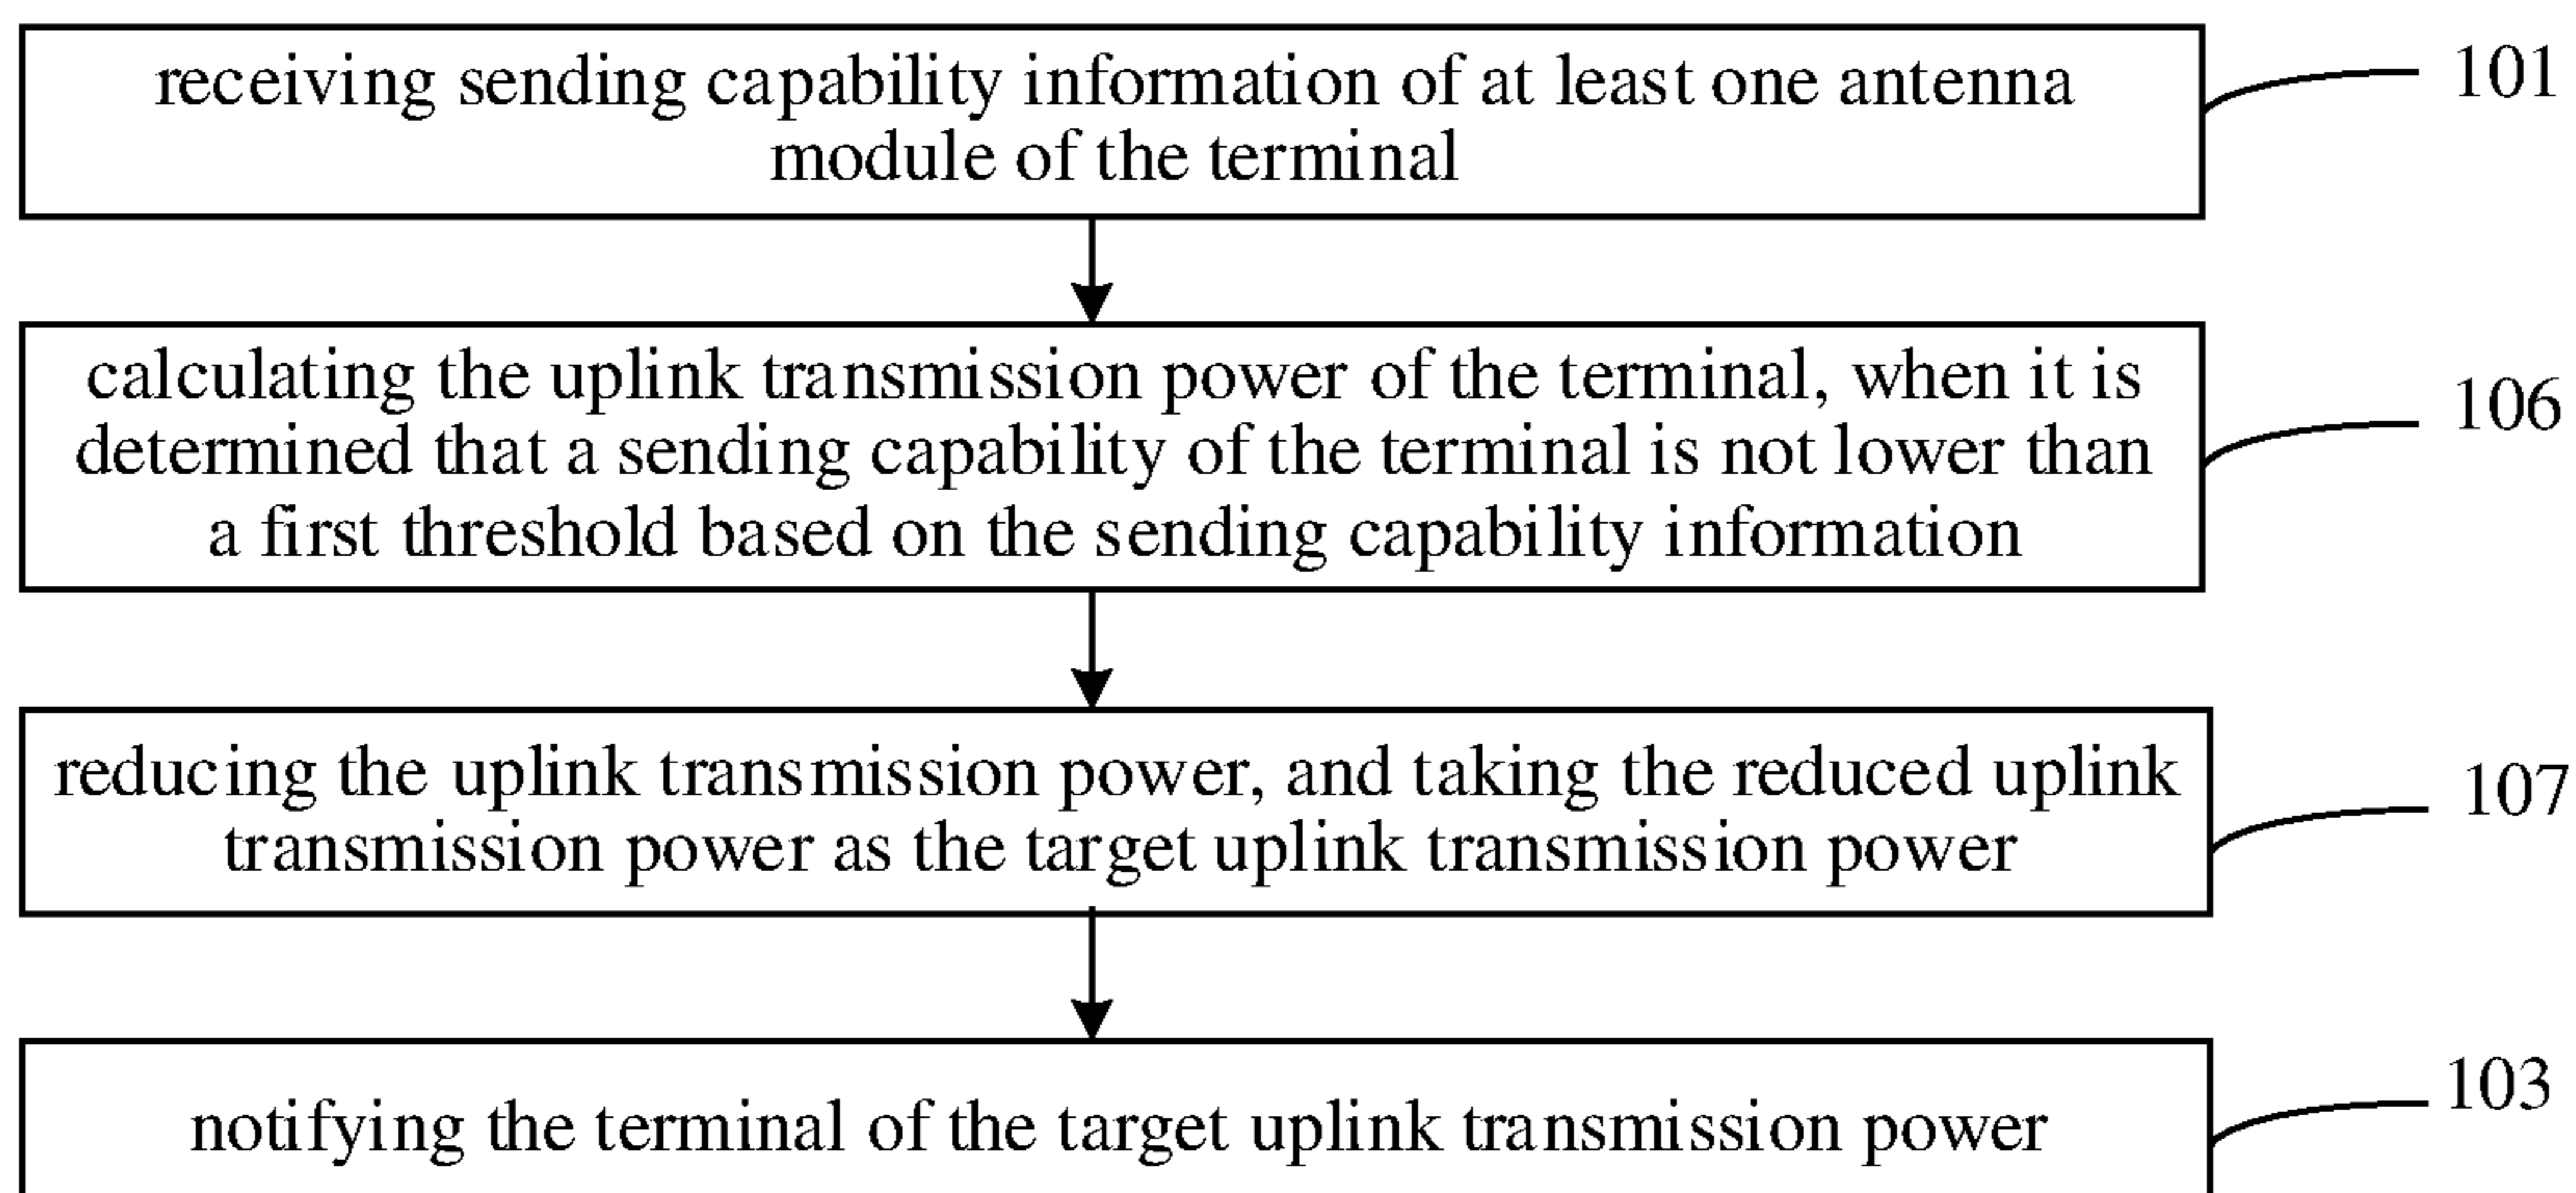 receiving sending capability information of at least one antenna
module of the terminal
101
calculating the uplink transmission power of the terminal, when it is
determined that a sending capability of the terminal is not lower than
a first threshold based on the sending capability information
106
reducing the uplink transmission power, and taking the reduced uplink
transmission power as the target uplink transmission power
107
notifying the terminal of the target uplink transmission power
103